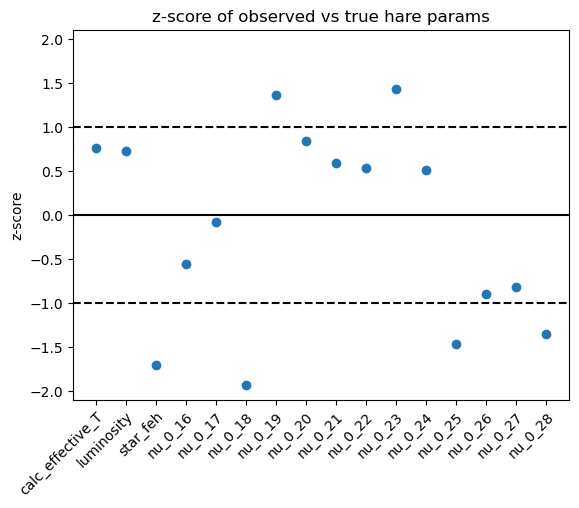 z-score of observed vs true hare params
z-score
2.0
1.5
1.0
0.5
0.0
−0.5
−1.0
−1.5
−2.0
calc_effective_T
luminosity
star_feh
nu_0_16
nu_0_17
nu_0_18
nu_0_19
nu_0_20
nu_0_21
nu_0_22
nu_0_23
nu_0_24
nu_0_25
nu_0_26
nu_0_27
nu_0_28